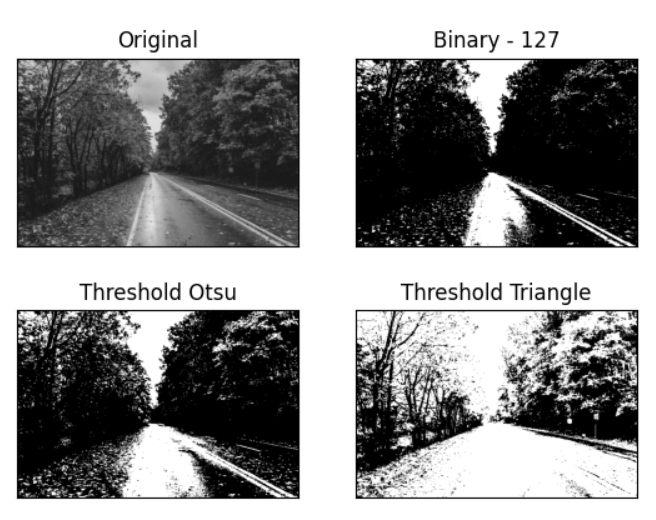 Original
Binary - 127
Threshold Otsu
Threshold Triangle